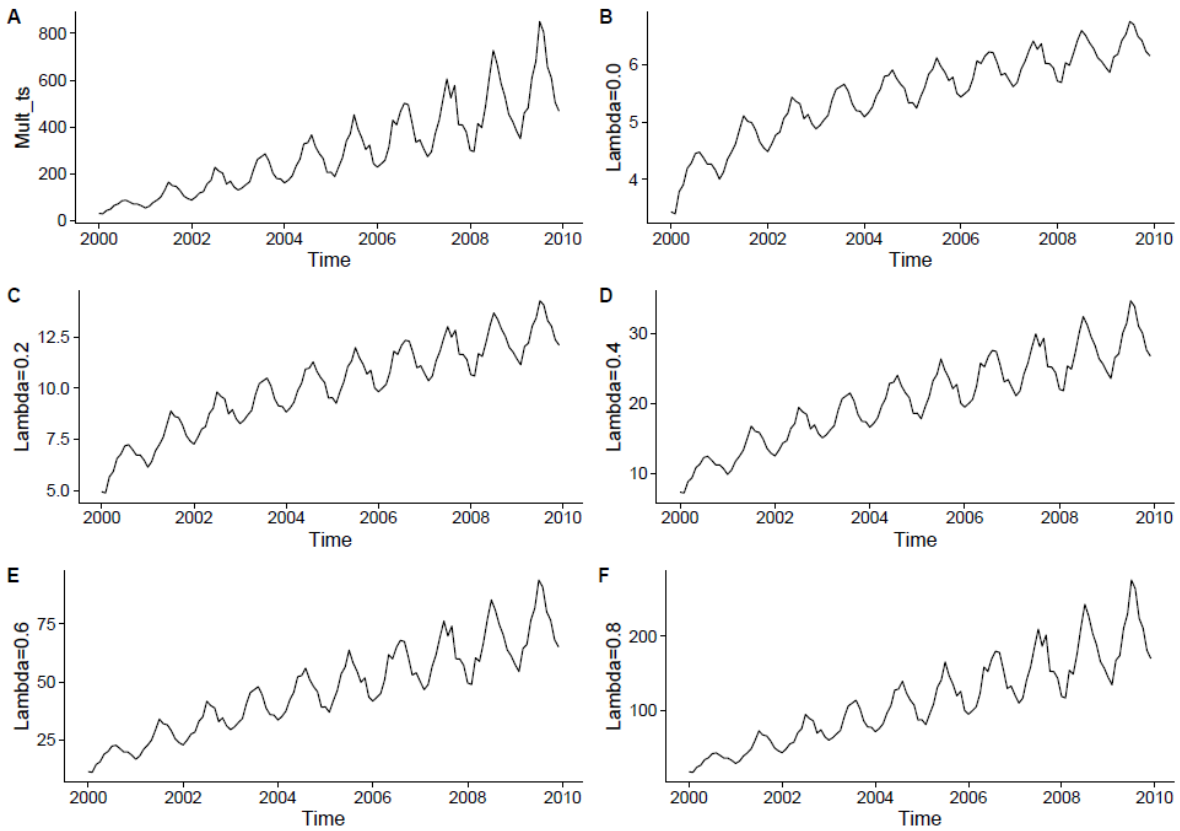 A
Mult_ts
800
600
400
200
0
2000 2002 2004 2006 2008 2010
Time
B
Lambda=0.0
6
5
4
2000 2002 2004 2006 2008 2010
Time
C
Lambda=0.2
12.5
10.0
7.5
5.0
2000 2002 2004 2006 2008 2010
Time
D
Lambda=0.4
30
20
10
2000 2002 2004 2006 2008 2010
Time
E
Lambda=0.6
75
50
25
2000 2002 2004 2006 2008 2010
Time
F
Lambda=0.8
200
100
2000 2002 2004 2006 2008 2010
Time